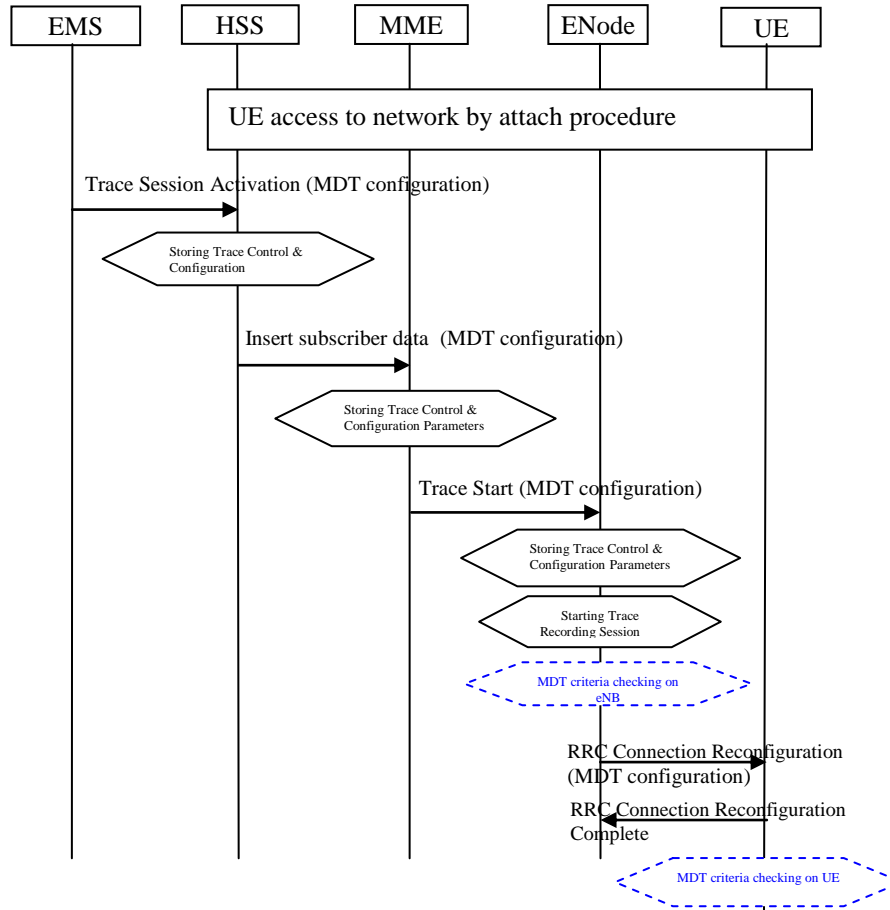 EMS
HSS
MME
ENode
UE
UE access to network by attach procedure
Trace Session Activation (MDT configuration)
Storing Trace Control &
Configuration
Insert subscriber data (MDT configuration)
Storing Trace Control &
Configuration Parameters
Trace Start (MDT configuration)
Storing Trace Control &
Configuration Parameters
Starting Trace
Recording Session
MDT criteria checking on
eNB
RRC Connection Reconfiguration
(MDT configuration)
RRC Connection Reconfiguration
Complete
MDT criteria checking on UE